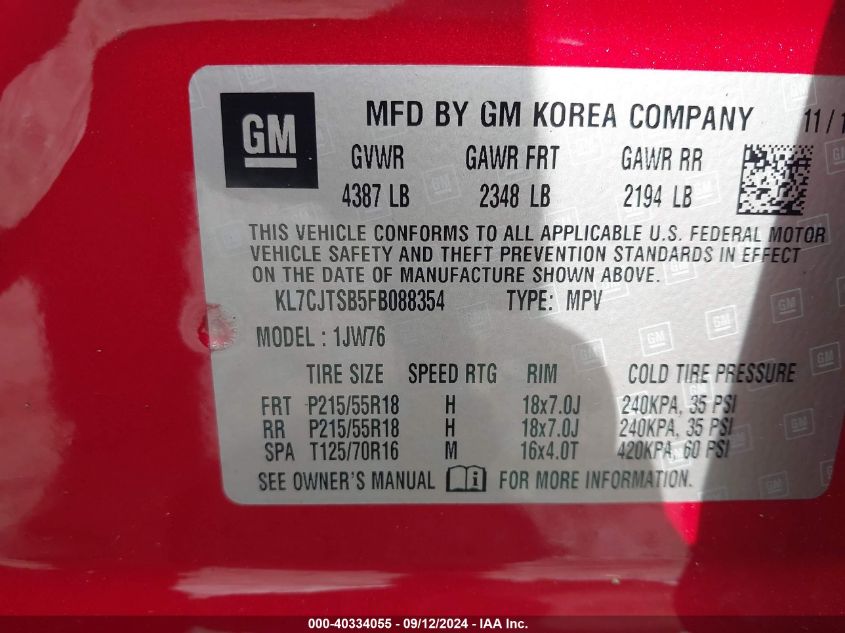 GM
MFD BY GM KOREA COMPANY 11/1
GVWR GAWR FRT GAWR RR
4387 LB 2348 LB 2194 LB
THIS VEHICLE CONFORMS TO ALL APPLICABLE U.S. FEDERAL MOTOR
VEHICLE SAFETY AND THEFT PREVENTION STANDARDS IN EFFECT
ON THE DATE OF MANUFACTURE SHOWN ABOVE.
KL7CJTSB5FB088354 TYPE: MPV
MODEL : 1JW76
TIRE SIZE SPEED RTG RIM COLD TIRE PRESSURE
FRT P215/55R18 H 18x7.0J 240KPA, 35 PSI
RR P215/55R18 H 18x7.0J 240KPA, 35 PSI
SPA T125/70R16 M 16x4.0T 420KPA, 60 PSI
SEE OWNER'S MANUAL FOR MORE INFORMATION.
000-40334055 - 09/12/2024 - IAA Inc.